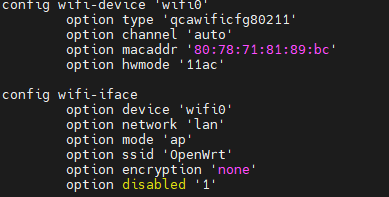 config wifi-device 'wifi0'
option type 'qcawificfg80211'
option channel 'auto'
option macaddr '80:78:71:81:89:bc'
option hwmode '11ac'
config wifi-iface
option device 'wifi0'
option network 'lan'
option mode 'ap'
option ssid 'OpenWrt'
option encryption 'none'
option disabled '1'